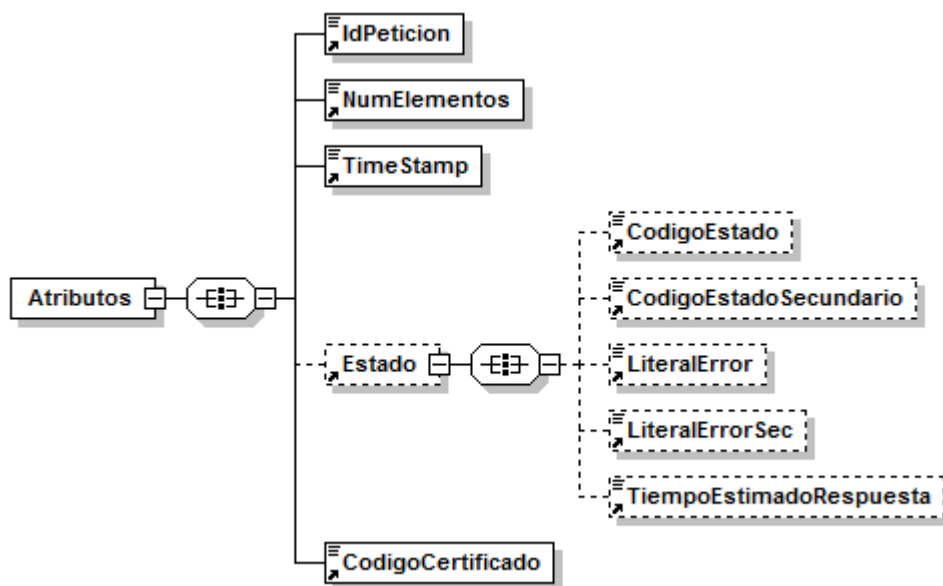 IdPeticion
NumElementos
TimeStamp
CodigoEstado
CodigoEstadoSecundario
Atributos
Estado
LiteralError
LiteralErrorSec
TiempoEstimadoRespuesta
CodigoCertificado